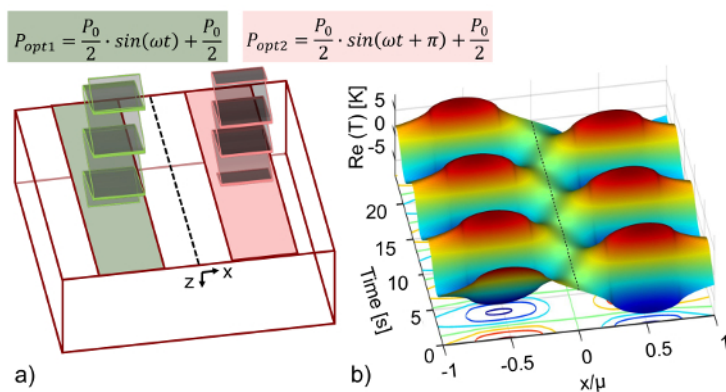 P_opt1 = P_0/2 · sin(ωt) + P_0/2
P_opt2 = P_0/2 · sin(ωt + π) + P_0/2
x
z
a)
Re (T) [K]
5
0
-5
20
15
10
5
0
Time [s]
-1
-0.5
0
0.5
1
x/μ
b)